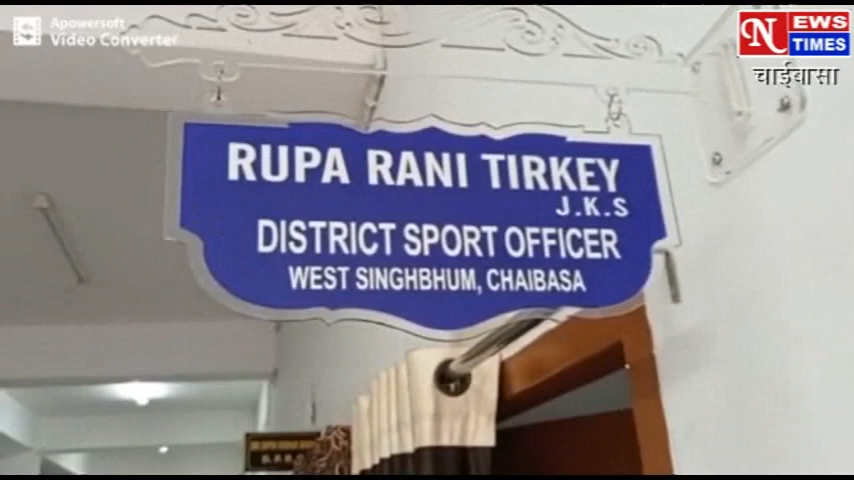 Apowersoft
Video Converter
N EWS
TIMES
चाईबासा
RUPA RANI TIRKEY
J.K.S
DISTRICT SPORT OFFICER
WEST SINGHBHUM, CHAIBASA